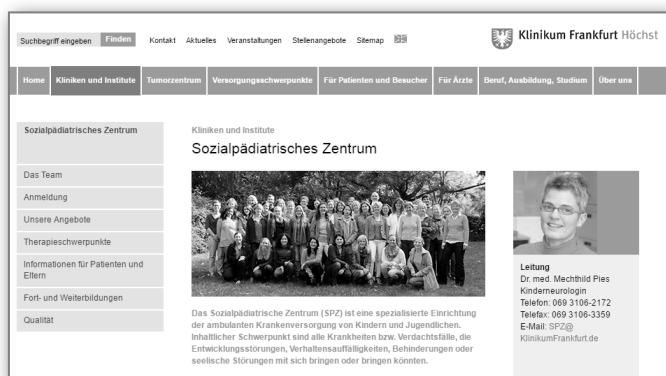 Suchbegriff eingeben Finden Kontakt Aktuelles Veranstaltungen Stellenangebote Sitemap
Klinikum Frankfurt Höchst
Home Kliniken und Institute Tumorzentrum Versorgungsschwerpunkte Für Patienten und Besucher Für Ärzte Beruf, Ausbildung, Studium Über uns
Sozialpädiatrisches Zentrum
Das Team
Anmeldung
Unsere Angebote
Therapieschwerpunkte
Informationen für Patienten und
Eltern
Fort- und Weiterbildungen
Qualität
Kliniken und Institute
Sozialpädiatrisches Zentrum
Das Sozialpädiatrische Zentrum (SPZ) ist eine spezialisierte Einrichtung
der ambulanten Krankenversorgung von Kindern und Jugendlichen.
Inhaltlicher Schwerpunkt sind alle Krankheiten bzw. Verdachtsfälle, die
Entwicklungsstörungen, Verhaltensauffälligkeiten, Behinderungen oder
seelische Störungen mit sich bringen oder bringen könnten.
Leitung
Dr. med. Mechthild Pies
Kinderneurologin
Telefon: 069 3106-2172
Telefax: 069 3106-3359
E-Mail: SPZ@
KlinikumFrankfurt.de